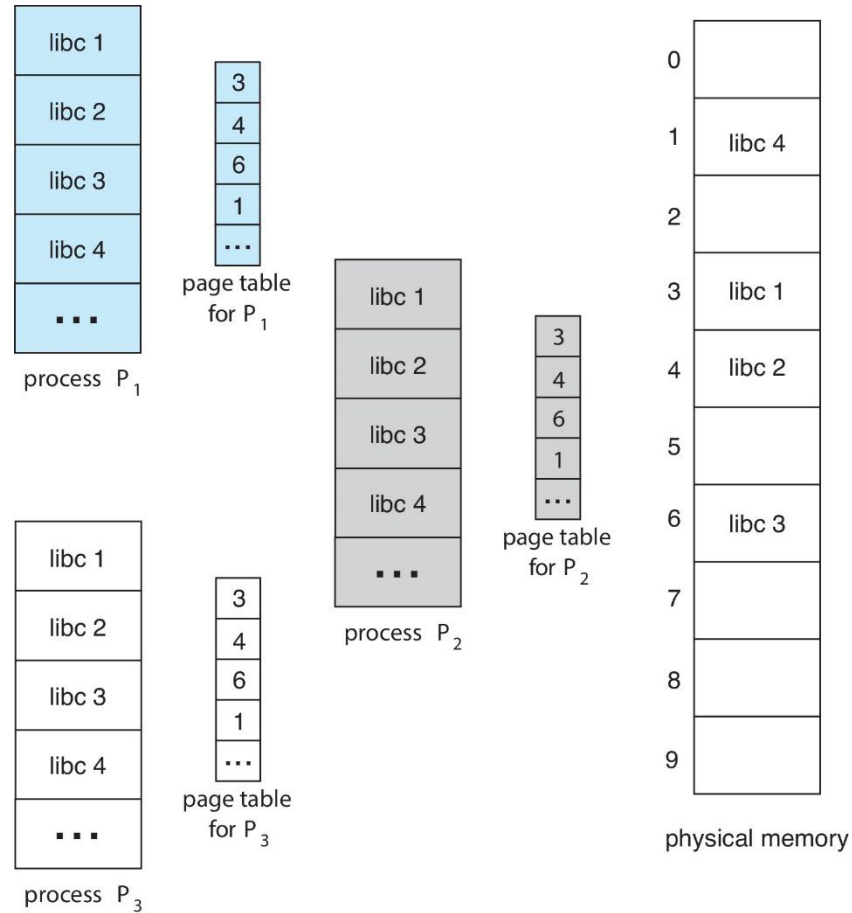 libc 1
libc 2
libc 3
libc 4
...
process P1
3
4
6
1
...
page table
for P1
libc 1
libc 2
libc 3
libc 4
...
process P2
3
4
6
1
...
page table
for P2
libc 1
libc 2
libc 3
libc 4
...
process P3
3
4
6
1
...
page table
for P3
0
1 libc 4
2
3 libc 1
4 libc 2
5
6 libc 3
7
8
9
physical memory